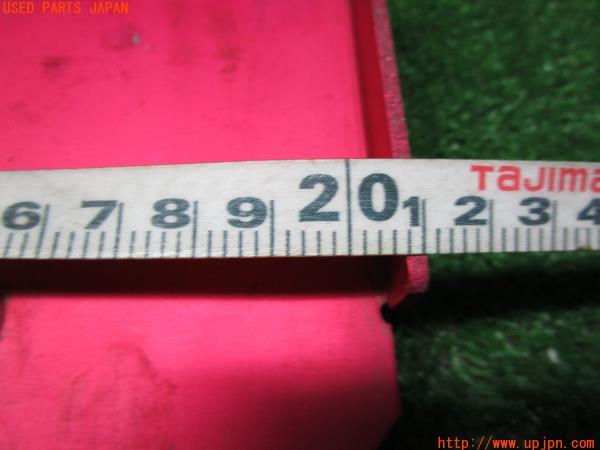 USED PARTS JAPAN
TaJima
6 7 8 9 20 1 2 3 4
http://www.upjpn.com/